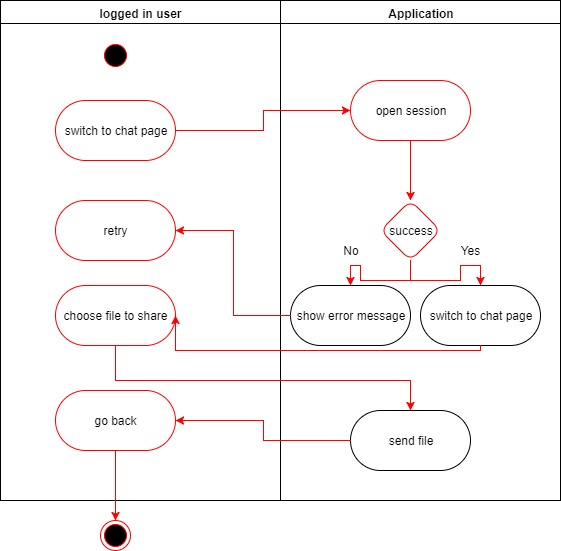 logged in user
Application
open session
switch to chat page
retry
success
No
Yes
choose file to share
show error message
switch to chat page
go back
send file